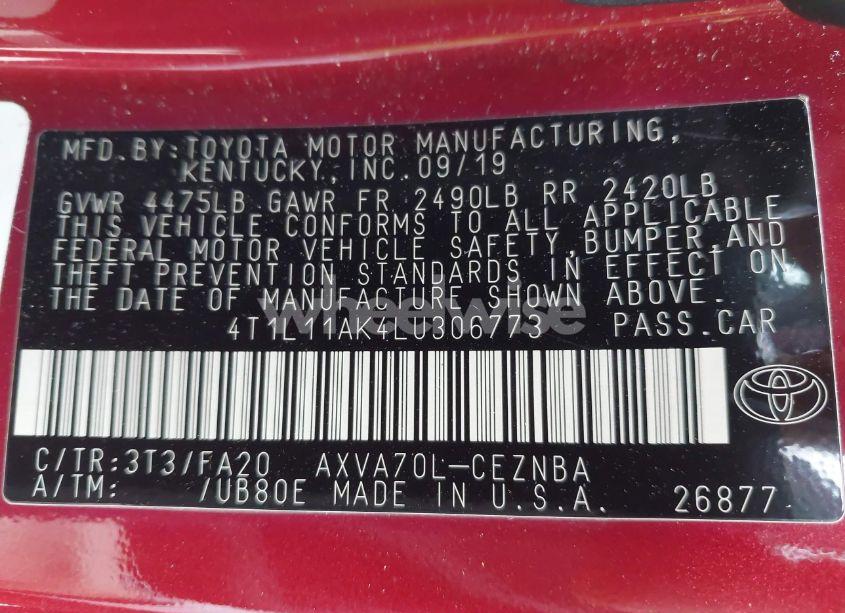 MFD.BY:TOYOTA MOTOR MANUFACTURING,
KENTUCKY, INC. 09/19
GVWR 4475LB GAWR FR 2490LB RR 2420LB
THIS VEHICLE CONFORMS TO ALL APPLICABLE
FEDERAL MOTOR VEHICLE SAFETY, BUMPER, AND
THEFT PREVENTION STANDARDS IN EFFECT ON
THE DATE OF MANUFACTURE SHOWN ABOVE.
wheelwise
4T1L11AK4LU306773 PASS.CAR
C/TR:3T3/FA20 AXVA70L-CEZNBA
A/TM: /UB80E MADE IN U.S.A. 26877